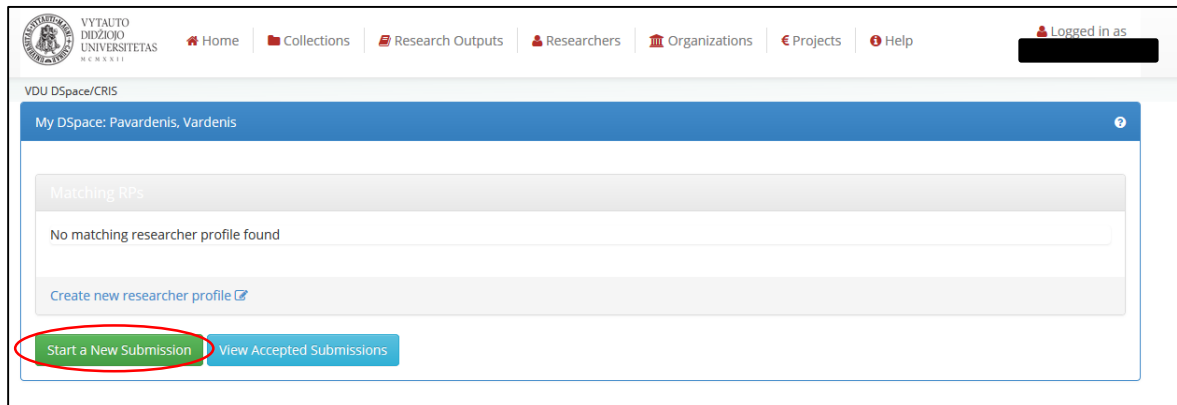 VYTAUTO
DIDŽIOJO
UNIVERSITETAS
MCMXXII
Home Collections Research Outputs Researchers Organizations € Projects Help
Logged in as
VDU DSpace/CRIS
My DSpace: Pavardenis, Vardenis
Matching RPs
No matching researcher profile found
Create new researcher profile
Start a New Submission View Accepted Submissions